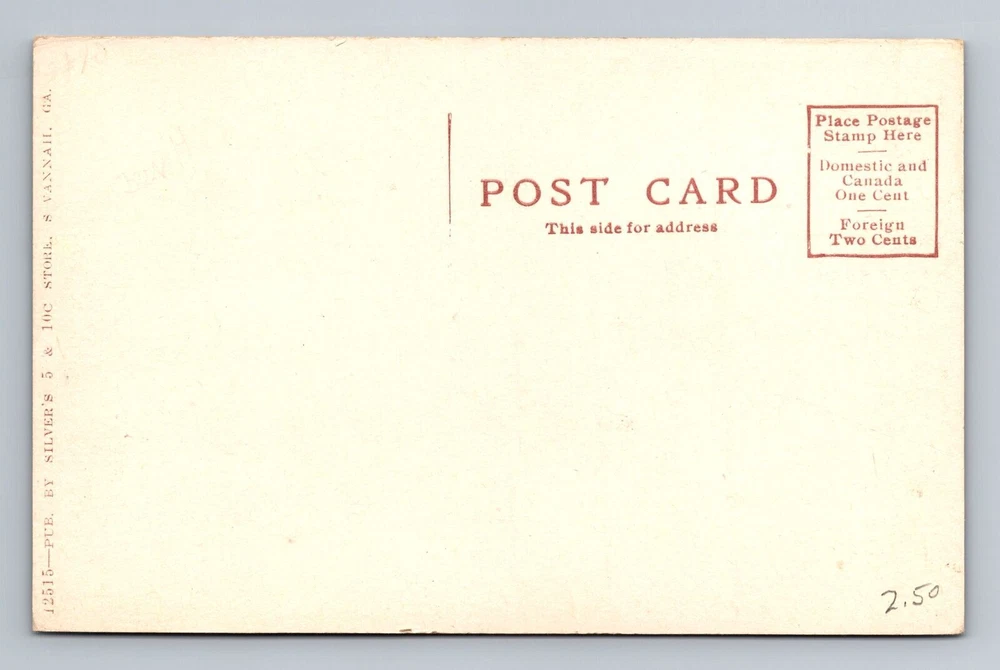 12515—PUB. BY SILVER'S 5 & 10C STORE, S VANNAH, GA.
POST CARD
This side for address
Place Postage
Stamp Here
Domestic and
Canada
One Cent
Foreign
Two Cents
2.50